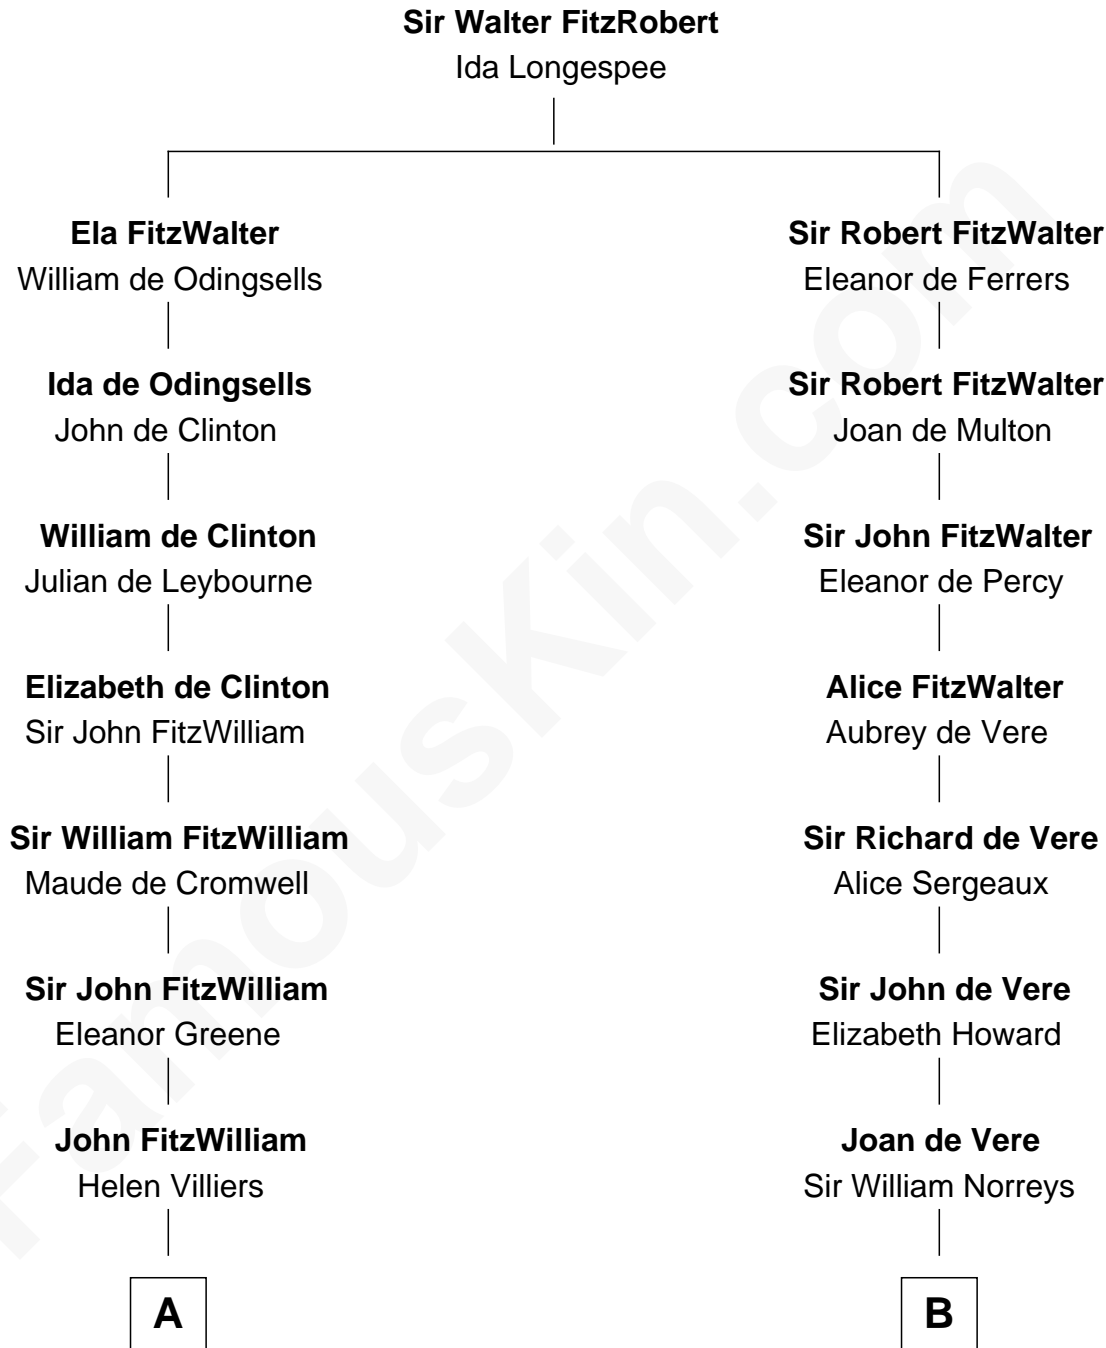 Sir Walter FitzRobert
Ida Longespee
Ela FitzWalter
William de Odingsells
Sir Robert FitzWalter
Eleanor de Ferrers
Ida de Odingsells
John de Clinton
Sir Robert FitzWalter
Joan de Multon
William de Clinton
Julian de Leybourne
Sir John FitzWalter
Eleanor de Percy
Elizabeth de Clinton
Sir John FitzWilliam
Alice FitzWalter
Aubrey de Vere
Sir William FitzWilliam
Maude de Cromwell
Sir Richard de Vere
Alice Sergeaux
Sir John FitzWilliam
Eleanor Greene
Sir John de Vere
Elizabeth Howard
John FitzWilliam
Helen Villiers
Joan de Vere
Sir William Norreys
A
B
FamousKin.com